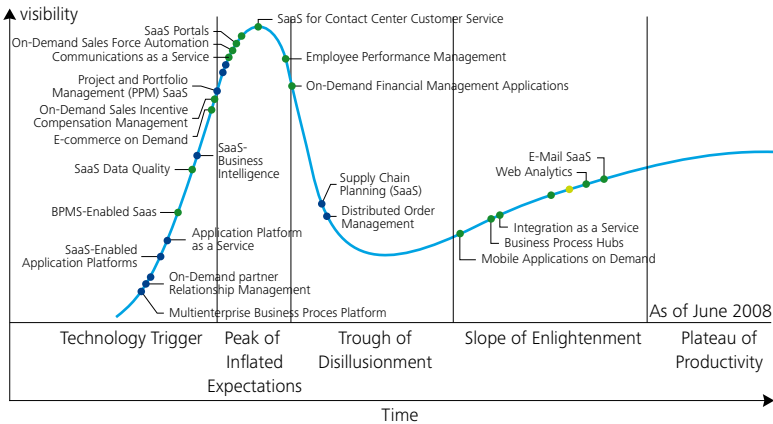 visibility
SaaS for Contact Center Customer Service
SaaS Portals
On-Demand Sales Force Automation
Communications as a Service
Employee Performance Management
Project and Portfolio
Management (PPM) SaaS
On-Demand Financial Management Applications
On-Demand Sales Incentive
Compensation Management
E-commerce on Demand
SaaS-
Business
Intelligence
SaaS Data Quality
E-Mail SaaS
Web Analytics
Supply Chain
Planning (SaaS)
BPMS-Enabled Saas
Distributed Order
Management
Application Platform
as a Service
Integration as a Service
Business Process Hubs
Mobile Applications on Demand
SaaS-Enabled
Application Platforms
On-Demand partner
Relationship Management
Multienterprise Business Proces Platform
As of June 2008
Technology Trigger
Peak of
Inflated
Expectations
Trough of
Disillusionment
Slope of Enlightenment
Plateau of
Productivity
Time